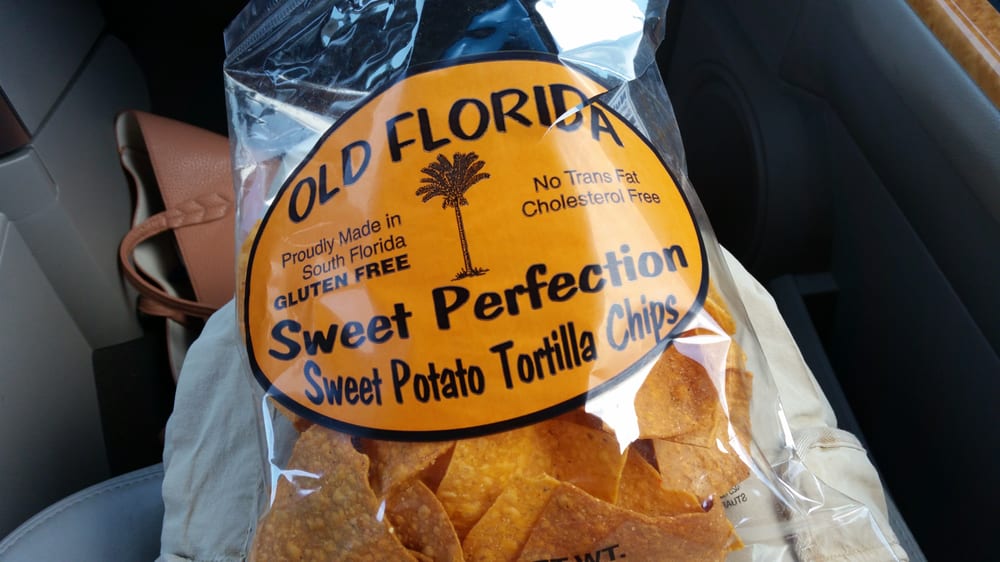 OLD FLORIDA
No Trans Fat
Cholesterol Free
Proudly Made in
South Florida
GLUTEN FREE
Sweet Perfection
Sweet Potato Tortilla Chips
WT.